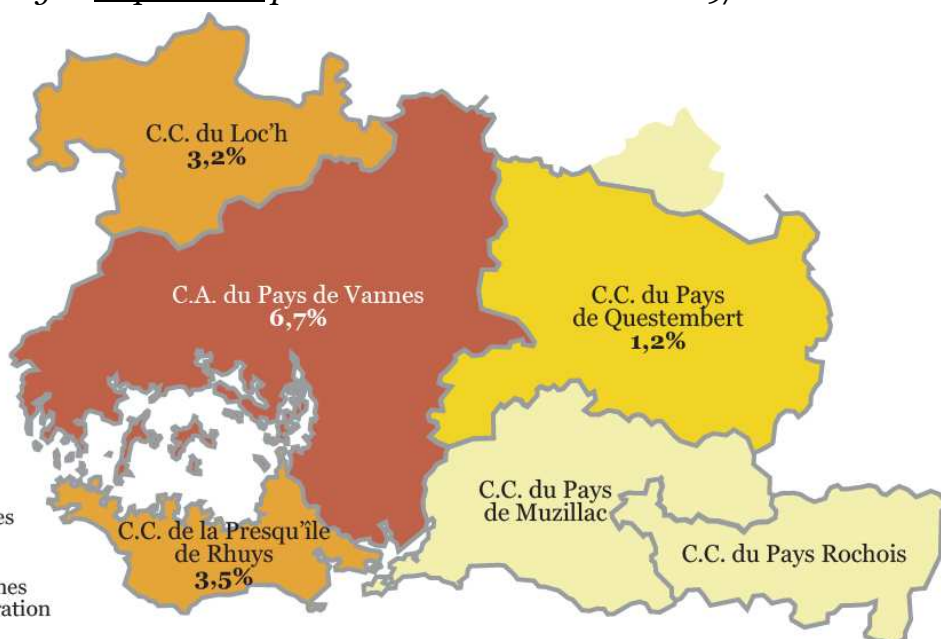 C.C. du Loc'h
3,2%
C.A. du Pays de Vannes
6,7%
C.C. du Pays
de Questembert
1,2%
C.C. du Pays
de Muzillac
C.C. de la Presqu'île
de Rhuys
3,5%
C.C. du Pays Rochois